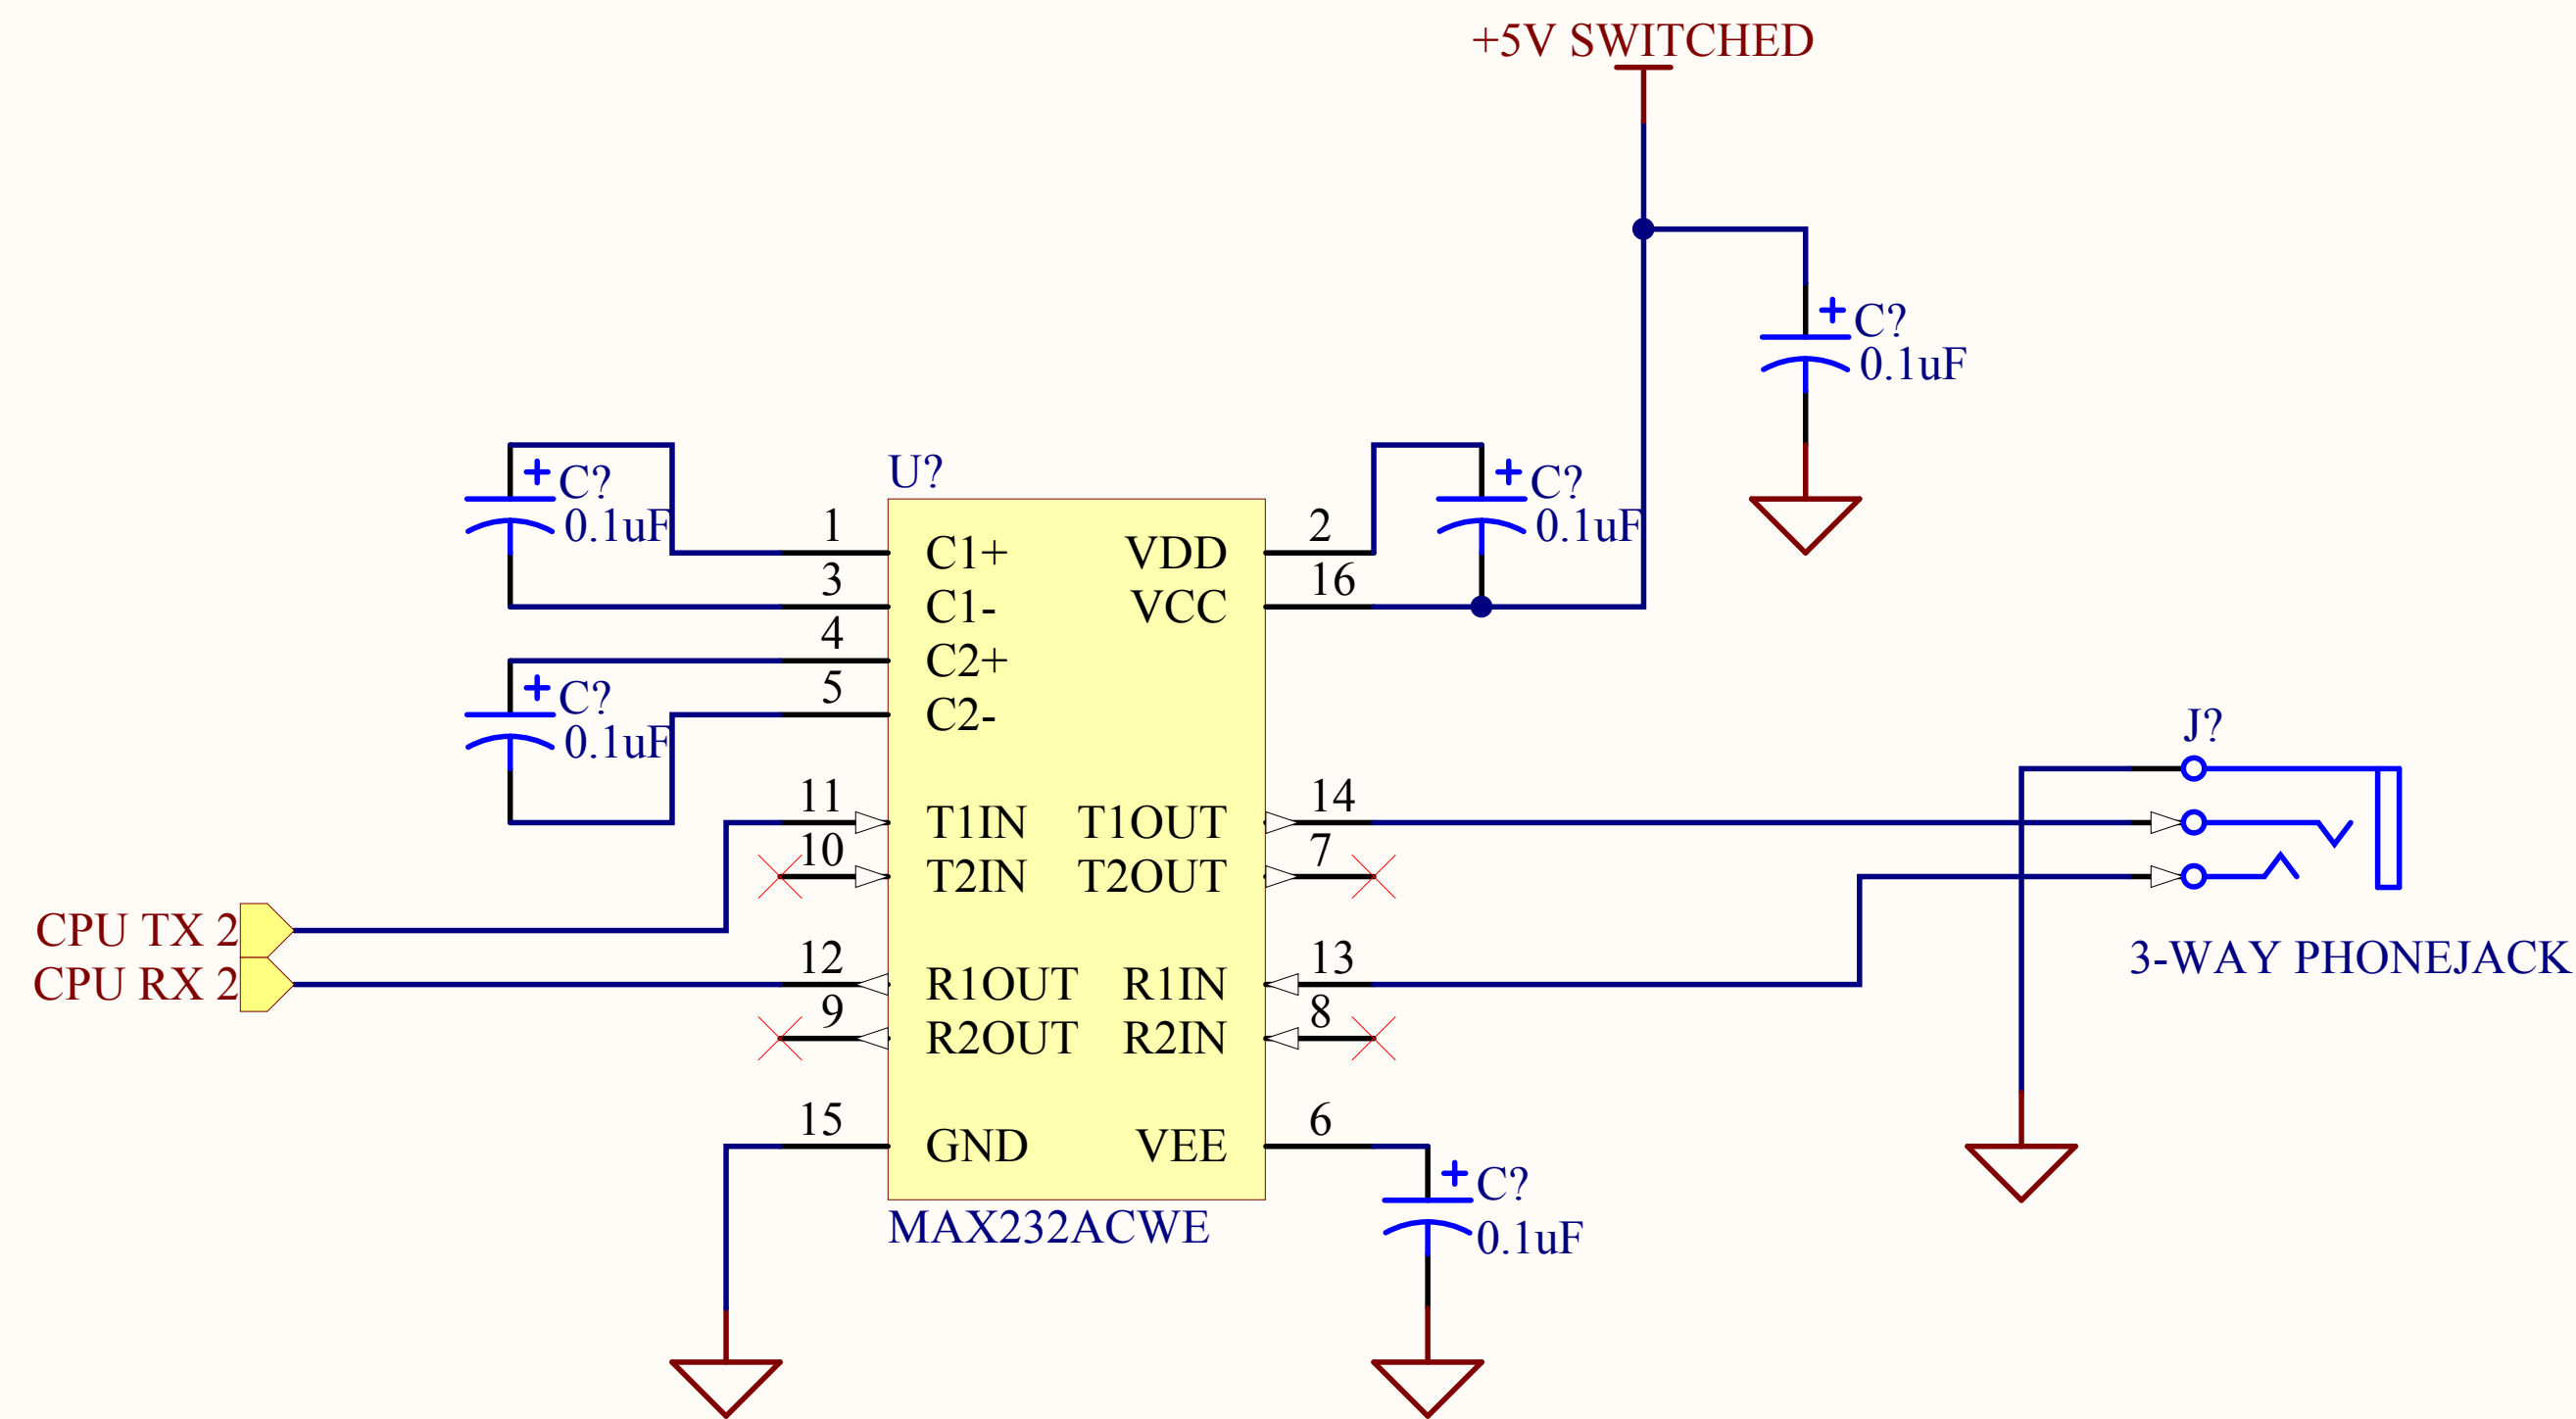 +5V SWITCHED
C?
0.1uF
C?
0.1uF
U?
C?
0.1uF
1
C1+
VDD
2
3
C1-
VCC
16
4
C2+
C?
0.1uF
5
C2-
J?
11
T1IN
T1OUT
14
10
T2IN
T2OUT
7
CPU TX 2
CPU RX 2
12
R1OUT
R1IN
13
3-WAY PHONEJACK
9
R2OUT
R2IN
8
15
GND
VEE
6
C?
0.1uF
MAX232ACWE